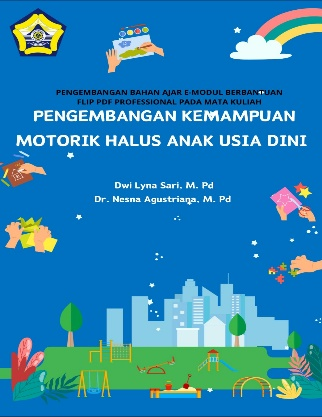 PENGEMBANGAN BAHAN AJAR E-MODUL BERBANTUAN
FLIP PDF PROFESSIONAL PADA MATA KULIAH
PENGEMBANGAN KEMAMPUAN
MOTORIK HALUS ANAK USIA DINI
Dwi Lyna Sari, M. Pd
Dr. Nesna Agustriana, M. Pd